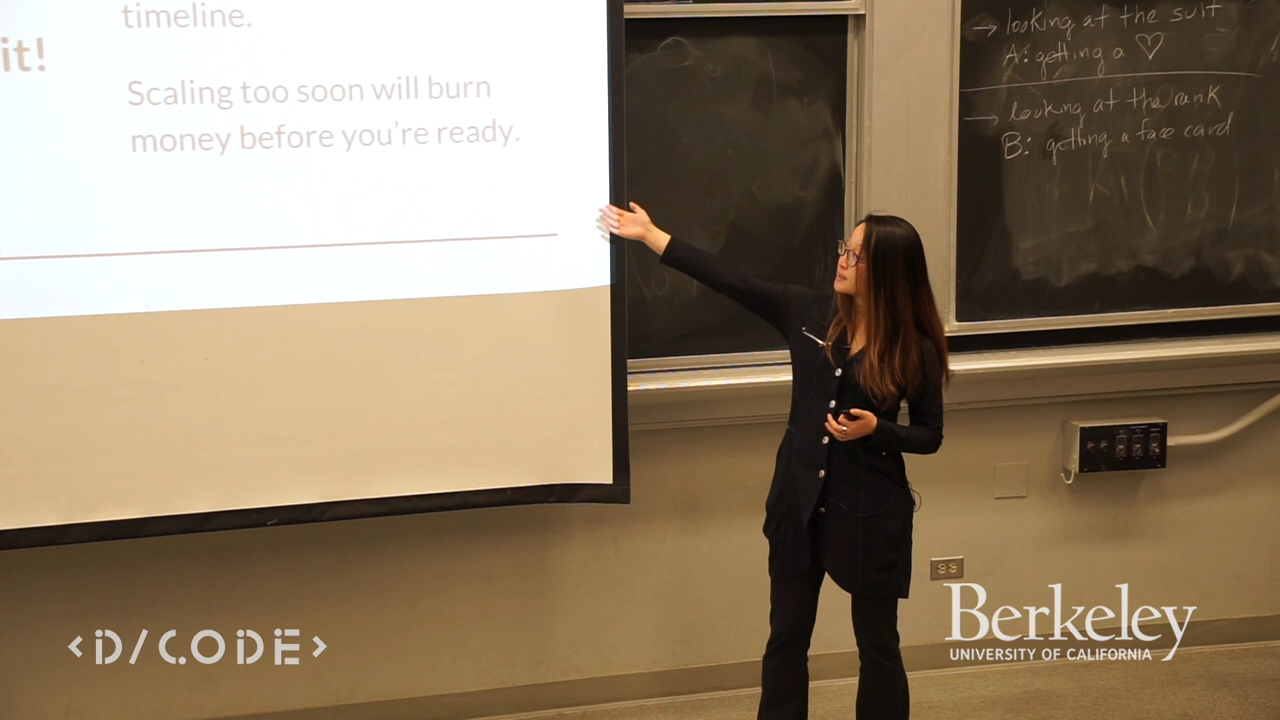 timeline.
it!
Scaling too soon will burn
money before you're ready.
→ looking at the suit
A: getting a ♡
→ looking at the rank
B: getting a face card
<D/CODE>
Berkeley
UNIVERSITY OF CALIFORNIA